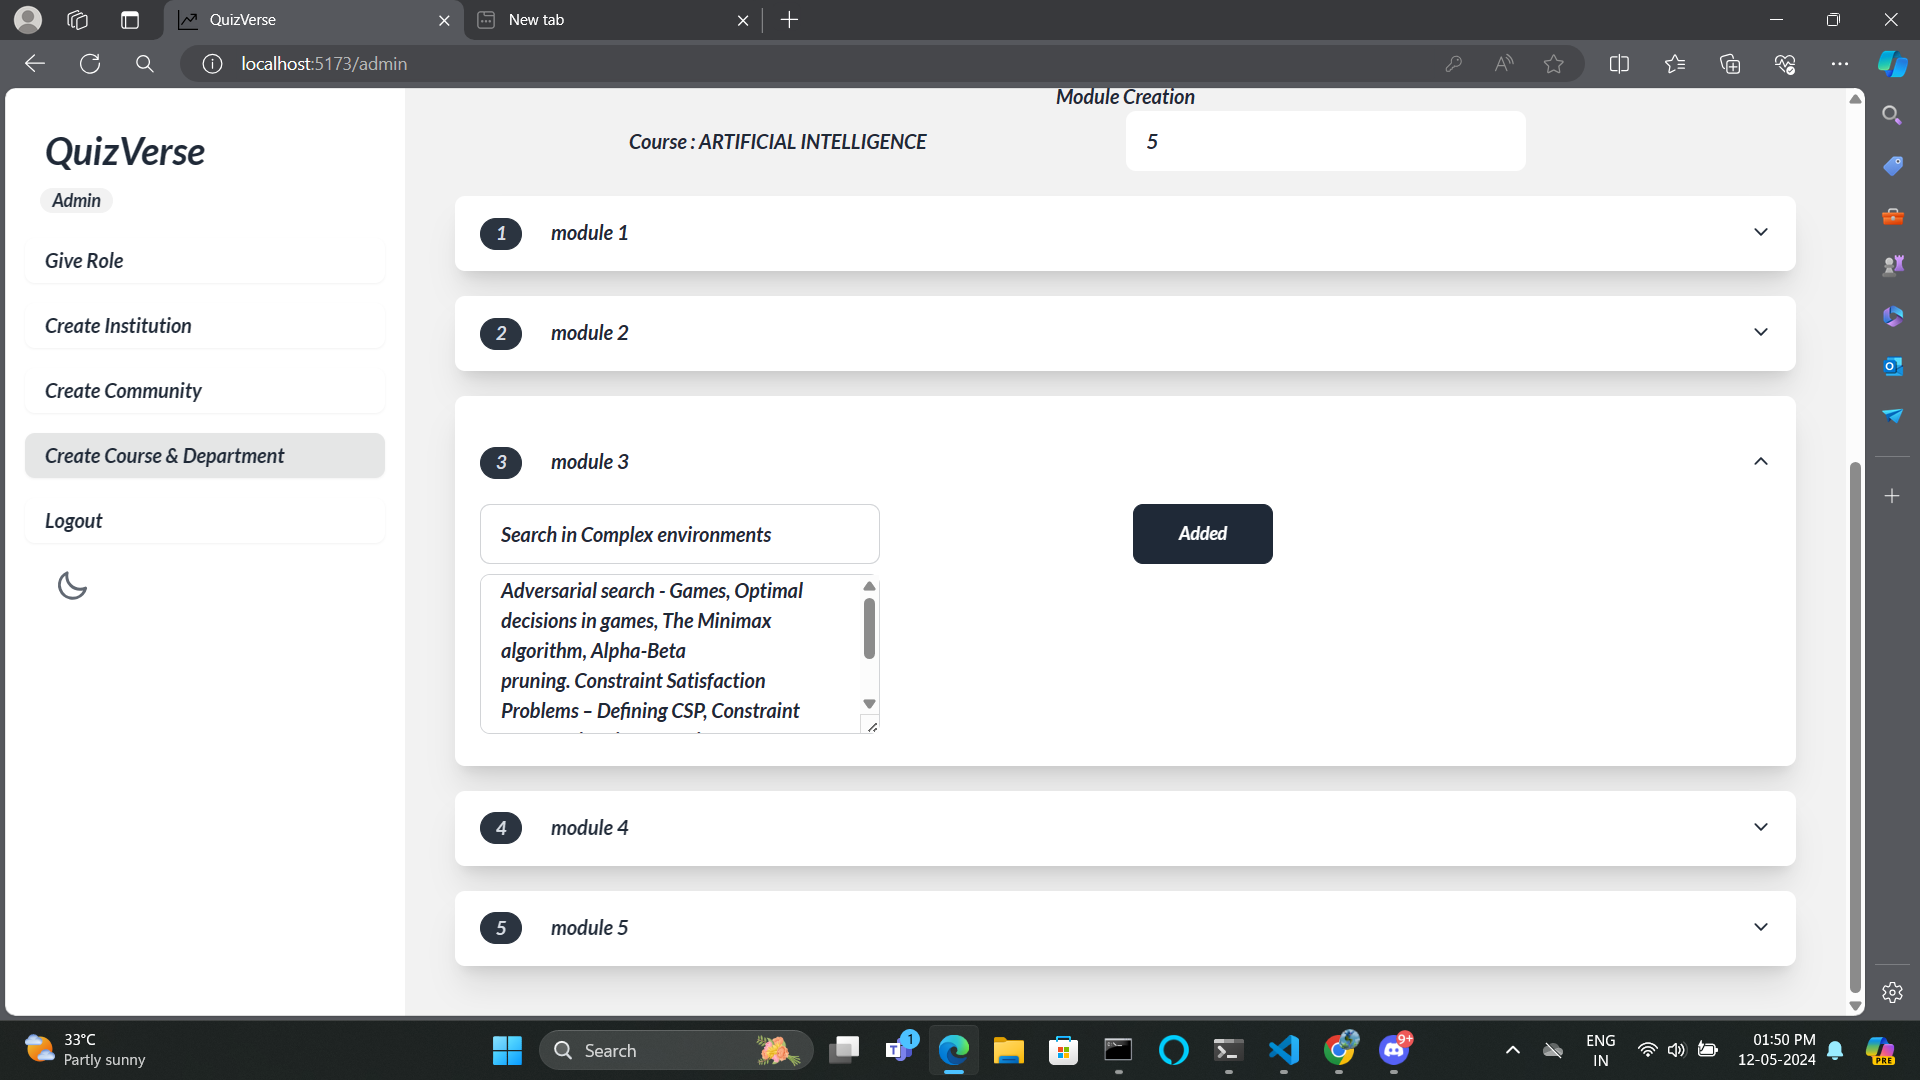 QuizVerse
New tab
localhost:5173/admin
QuizVerse
Admin
Give Role
Create Institution
Create Community
Create Course & Department
Logout
Module Creation
Course : ARTIFICIAL INTELLIGENCE
5
1 module 1
2 module 2
3 module 3
Search in Complex environments
Added
Adversarial search - Games, Optimal
decisions in games, The Minimax
algorithm, Alpha-Beta
pruning. Constraint Satisfaction
Problems – Defining CSP, Constraint
4 module 4
5 module 5
33°C
Partly sunny
Search
1
9+
ENG
IN
01:50 PM
12-05-2024
PRE